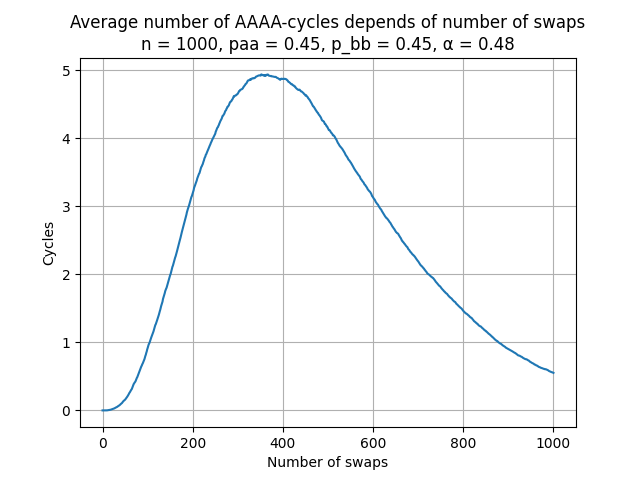 Average number of AAAA-cycles depends of number of swaps
n = 1000, paa = 0.45, p_bb = 0.45, α = 0.48
5
4
3
2
1
0
Cycles
0 200 400 600 800 1000
Number of swaps